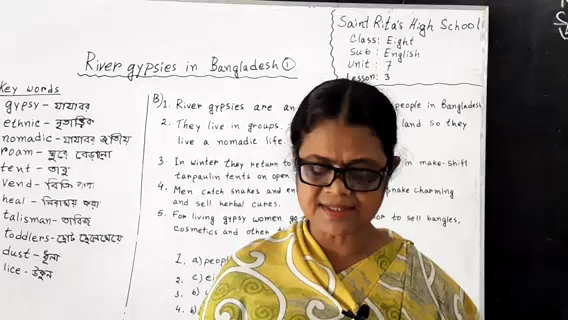 Saint Rita's High School
Class: Eight
Sub: English
Unit: 7
Lesson: 3
River gypsies in Bangladesh ①
Key words
gypsy - যাযাবর
ethnic - নৃতাত্ত্বিক
nomadic - যাযাবর জাতীয়
roam - ঘুরে বেড়ানো
tent - তাবু
vend - বিক্রি করা
heal - নিরাময় করা
talisman - তাবিজ
toddlers - ছোট ছেলেমেয়ে
dust - ধূলা
lice - উকুন
B) 1. River gypsies are an people in Bangladesh
2. They live in groups. land so they
live a nomadic life.
3. In winter they return to in make-shift
tarpaulin tents on open
4. Men catch snakes and snake charming
and sell herbal cures.
5. For living gypsy women go to sell bangles,
cosmetics and other
1. a) people
2. c)
3. b)
4. b)